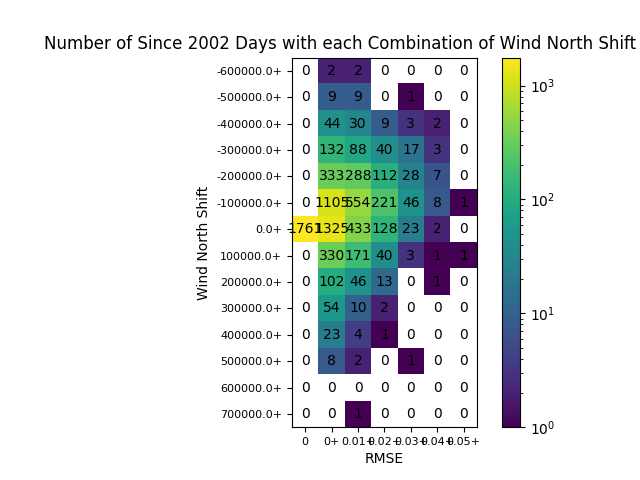 Number of Since 2002 Days with each Combination of Wind North Shift
-600000.0+ 0 2 2 0 0 0 0
-500000.0+ 0 9 9 0 1 0 0
-400000.0+ 0 44 30 9 3 2 0
-300000.0+ 0 132 88 40 17 3 0
-200000.0+ 0 333 288 112 28 7 0
-100000.0+ 0 1105 554 221 46 8 1
0.0+ 1761 1325 433 128 23 2 0
100000.0+ 0 330 171 40 3 1 1
200000.0+ 0 102 46 13 0 1 0
300000.0+ 0 54 10 2 0 0 0
400000.0+ 0 23 4 1 0 0 0
500000.0+ 0 8 2 0 1 0 0
600000.0+ 0 0 0 0 0 0 0
700000.0+ 0 0 1 0 0 0 0
0 0+ 0.01+ 0.02+ 0.03+ 0.04+ 0.05+
RMSE
Wind North Shift
10³
10²
10¹
10⁰